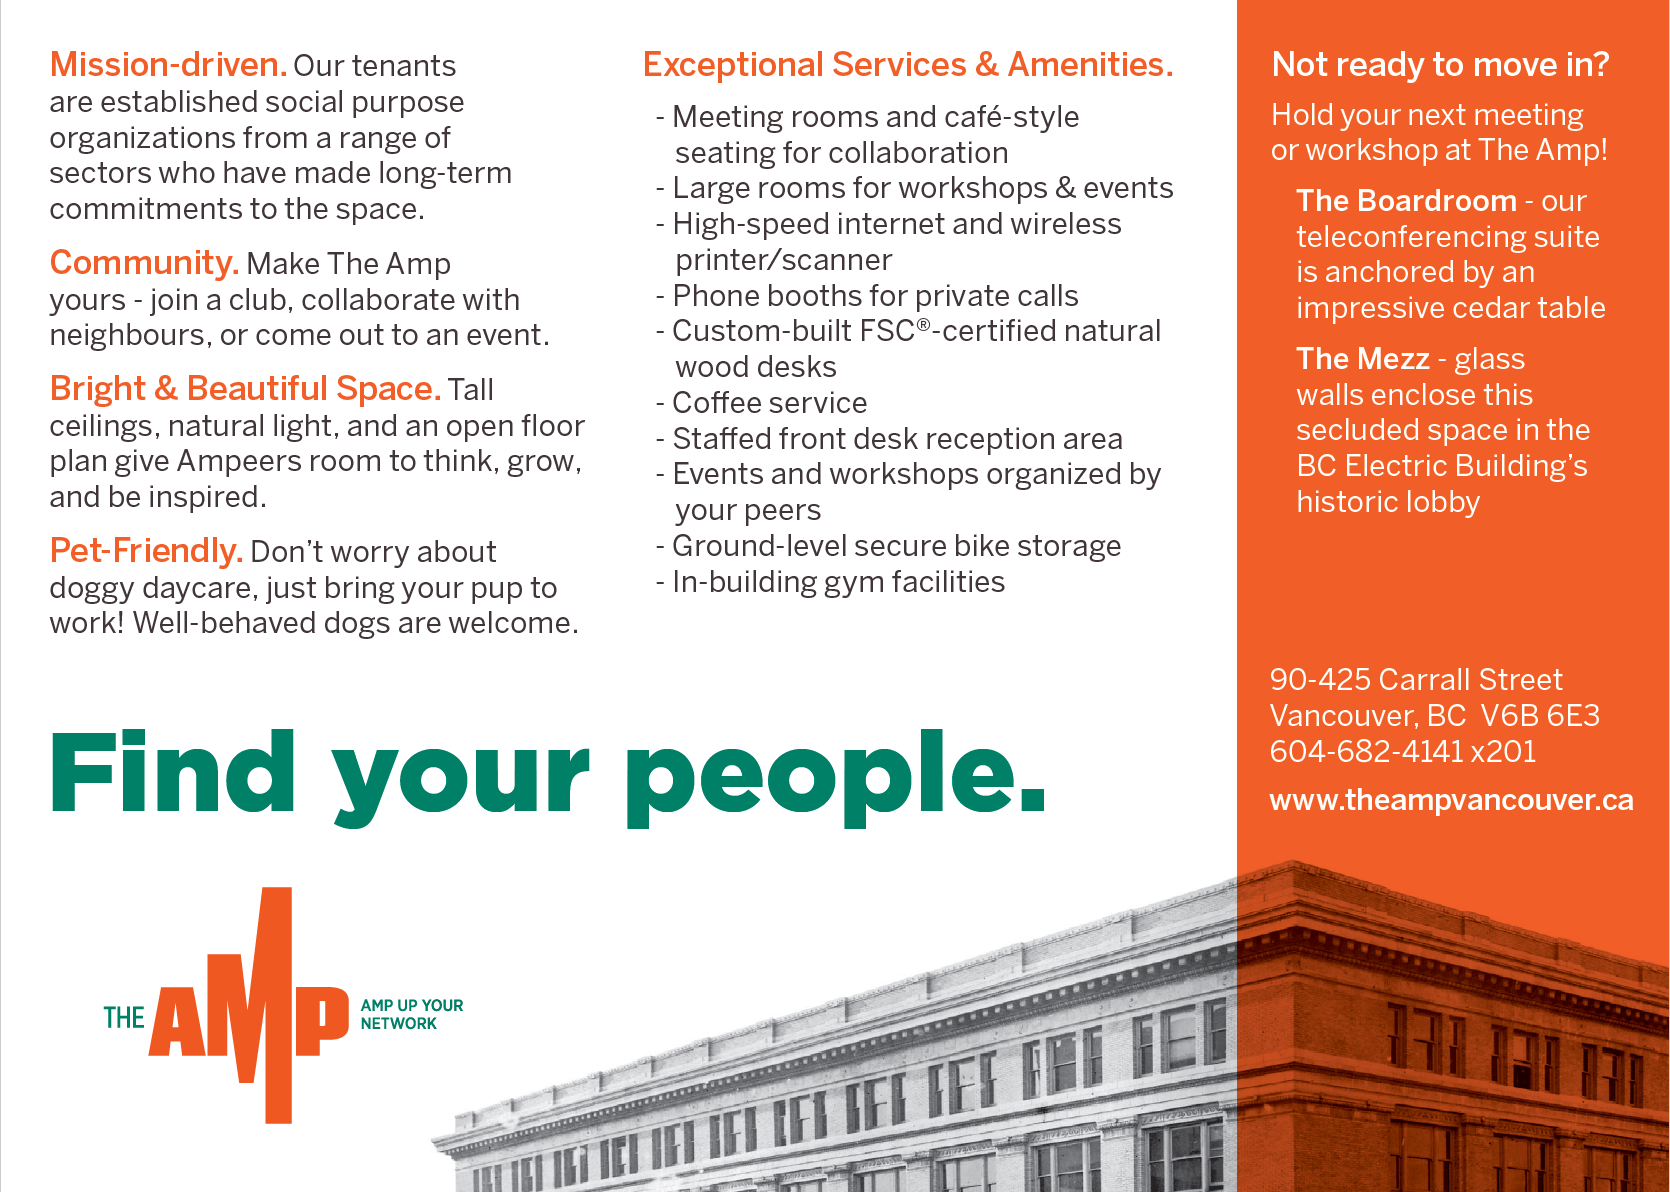 Mission-driven. Our tenants
are established social purpose
organizations from a range of
sectors who have made long-term
commitments to the space.
Community. Make The Amp
yours - join a club, collaborate with
neighbours, or come out to an event.
Bright & Beautiful Space. Tall
ceilings, natural light, and an open floor
plan give Ampeers room to think, grow,
and be inspired.
Pet-Friendly. Don’t worry about
doggy daycare, just bring your pup to
work! Well-behaved dogs are welcome.
Exceptional Services & Amenities.
- Meeting rooms and café-style
seating for collaboration
- Large rooms for workshops & events
- High-speed internet and wireless
printer/scanner
- Phone booths for private calls
- Custom-built FSC®-certified natural
wood desks
- Coffee service
- Staffed front desk reception area
- Events and workshops organized by
your peers
- Ground-level secure bike storage
- In-building gym facilities
Not ready to move in?
Hold your next meeting
or workshop at The Amp!
The Boardroom - our
teleconferencing suite
is anchored by an
impressive cedar table
The Mezz - glass
walls enclose this
secluded space in the
BC Electric Building’s
historic lobby
90-425 Carrall Street
Vancouver, BC  V6B 6E3
604-682-4141 x201
www.theampvancouver.ca
Find your people.
THE AMP
AMP UP YOUR
NETWORK